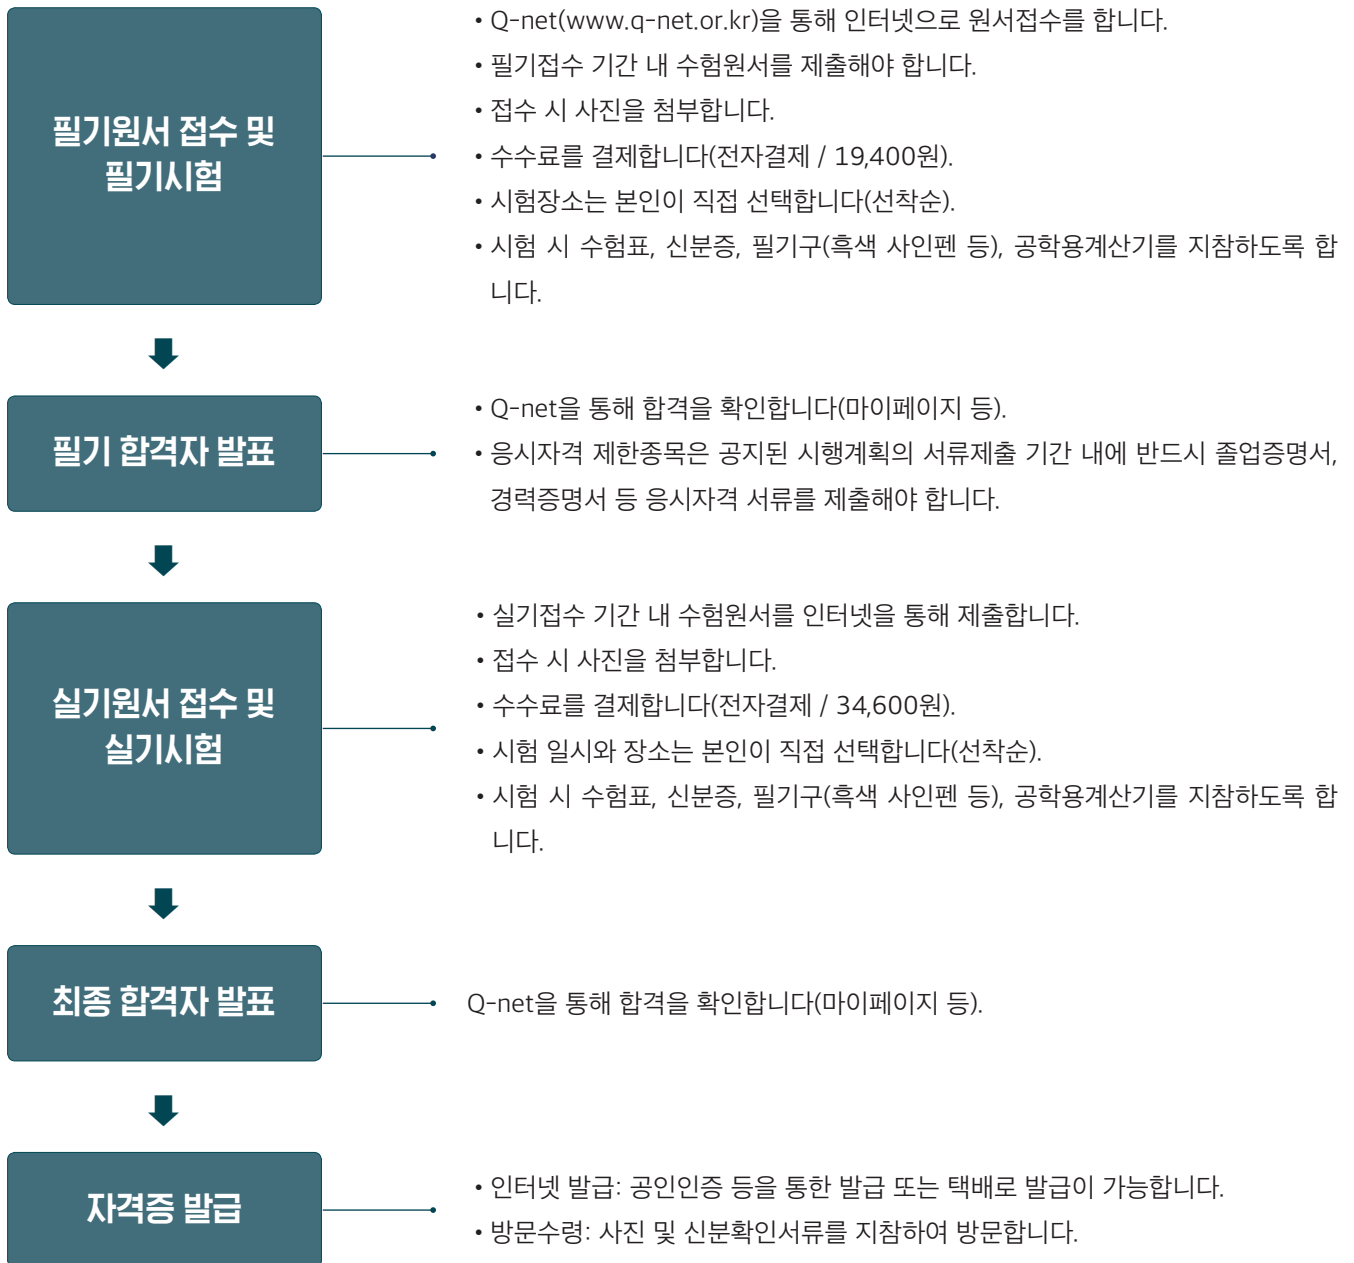 필기원서 접수 및
필기시험
• Q-net(www.q-net.or.kr)을 통해 인터넷으로 원서접수를 합니다.
• 필기접수 기간 내 수험원서를 제출해야 합니다.
• 접수 시 사진을 첨부합니다.
• 수수료를 결제합니다(전자결제 / 19,400원).
• 시험장소는 본인이 직접 선택합니다(선착순).
• 시험 시 수험표, 신분증, 필기구(흑색 사인펜 등), 공학용계산기를 지참하도록 합
니다.
필기 합격자 발표
• Q-net을 통해 합격을 확인합니다(마이페이지 등).
• 응시자격 제한종목은 공지된 시행계획의 서류제출 기간 내에 반드시 졸업증명서,
경력증명서 등 응시자격 서류를 제출해야 합니다.
실기원서 접수 및
실기시험
• 실기접수 기간 내 수험원서를 인터넷을 통해 제출합니다.
• 접수 시 사진을 첨부합니다.
• 수수료를 결제합니다(전자결제 / 34,600원).
• 시험 일시와 장소는 본인이 직접 선택합니다(선착순).
• 시험 시 수험표, 신분증, 필기구(흑색 사인펜 등), 공학용계산기를 지참하도록 합
니다.
최종 합격자 발표
Q-net을 통해 합격을 확인합니다(마이페이지 등).
자격증 발급
• 인터넷 발급: 공인인증 등을 통한 발급 또는 택배로 발급이 가능합니다.
• 방문수령: 사진 및 신분확인서류를 지참하여 방문합니다.